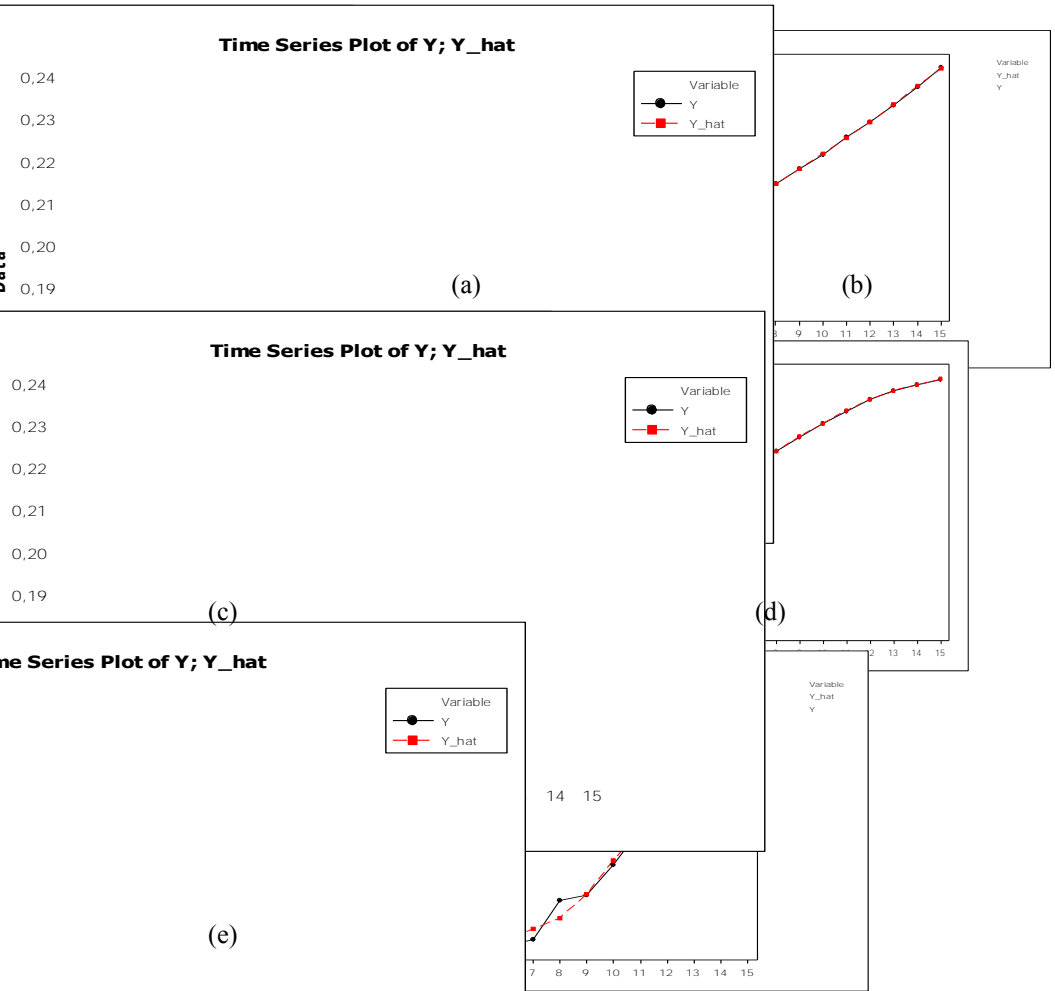 Time Series Plot of Y; Y_hat
0,24
0,23
0,22
0,21
0,20
0,19
Data
Variable
Y
Y_hat
(a)
Variable
Y_hat
Y
(b)
8 9 10 11 12 13 14 15
Time Series Plot of Y; Y_hat
0,24
0,23
0,22
0,21
0,20
0,19
Variable
Y
Y_hat
14 15
(c)
(d)
13 14 15
me Series Plot of Y; Y_hat
Variable
Y
Y_hat
(e)
Variable
Y_hat
Y
7 8 9 10 11 12 13 14 15